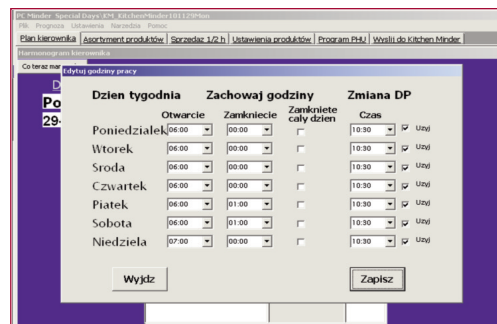 PC Minder Special Days\KM_KitchenMinder101129Mon
Plik Prognoza Ustawienia Narzedzia Pomoc
Plan kierownika Asortyment produktów Sprzedaz 1/2 h Ustawienia produktów Program PHU Wyslij do Kitchen Minder
Harmonogram kierownika
Co teraz mar
Edytuj godziny pracy
D
Po
29-
Dzien tygodnia Zachowaj godziny Zmiana DP
Otwarcie Zamkniecie Zamkniete caly dzien Czas
Poniedzialek 06:00 00:00 10:30 Uzyj
Wtorek 06:00 00:00 10:30 Uzyj
Sroda 06:00 00:00 10:30 Uzyj
Czwartek 06:00 00:00 10:30 Uzyj
Piatek 06:00 01:00 10:30 Uzyj
Sobota 06:00 01:00 10:30 Uzyj
Niedziela 07:00 00:00 10:30 Uzyj
Wyjdz Zapisz